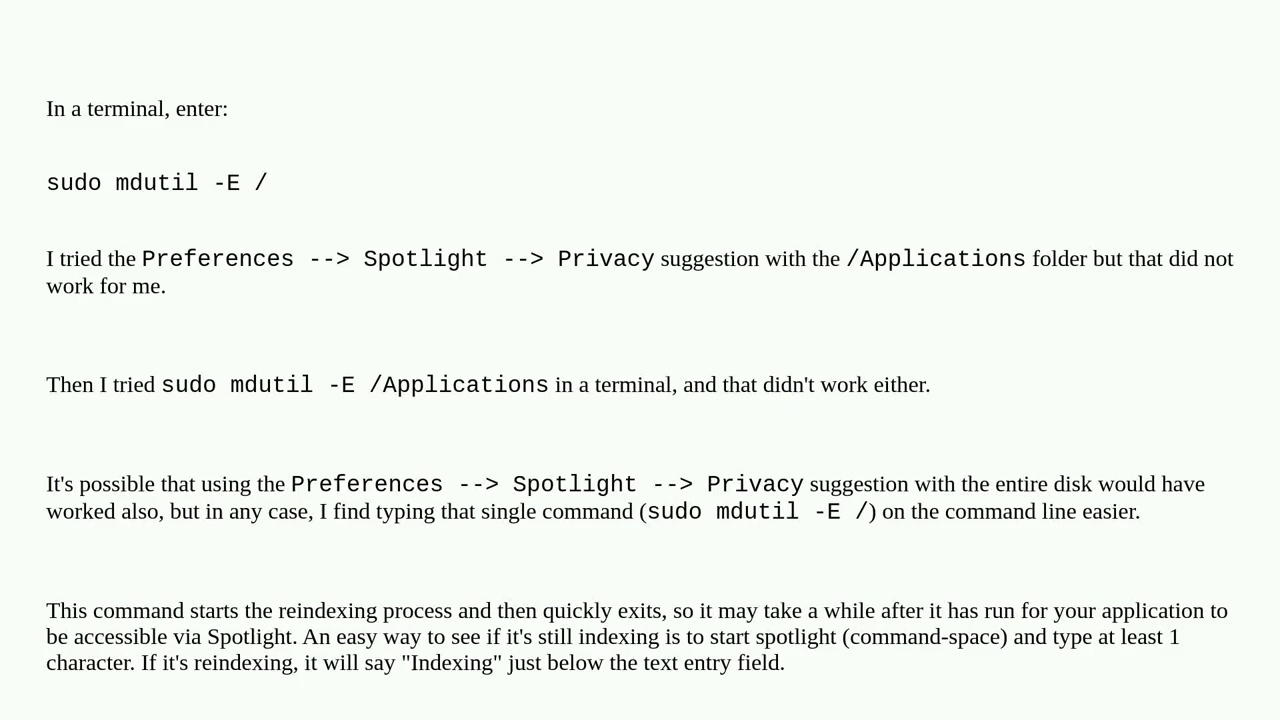 In a terminal, enter:
sudo mdutil -E /
I tried the Preferences --> Spotlight --> Privacy suggestion with the /Applications folder but that did not
work for me.
Then I tried sudo mdutil -E /Applications in a terminal, and that didn't work either.
It's possible that using the Preferences --> Spotlight --> Privacy suggestion with the entire disk would have
worked also, but in any case, I find typing that single command (sudo mdutil -E /) on the command line easier.
This command starts the reindexing process and then quickly exits, so it may take a while after it has run for your application to
be accessible via Spotlight. An easy way to see if it's still indexing is to start spotlight (command-space) and type at least 1
character. If it's reindexing, it will say "Indexing" just below the text entry field.